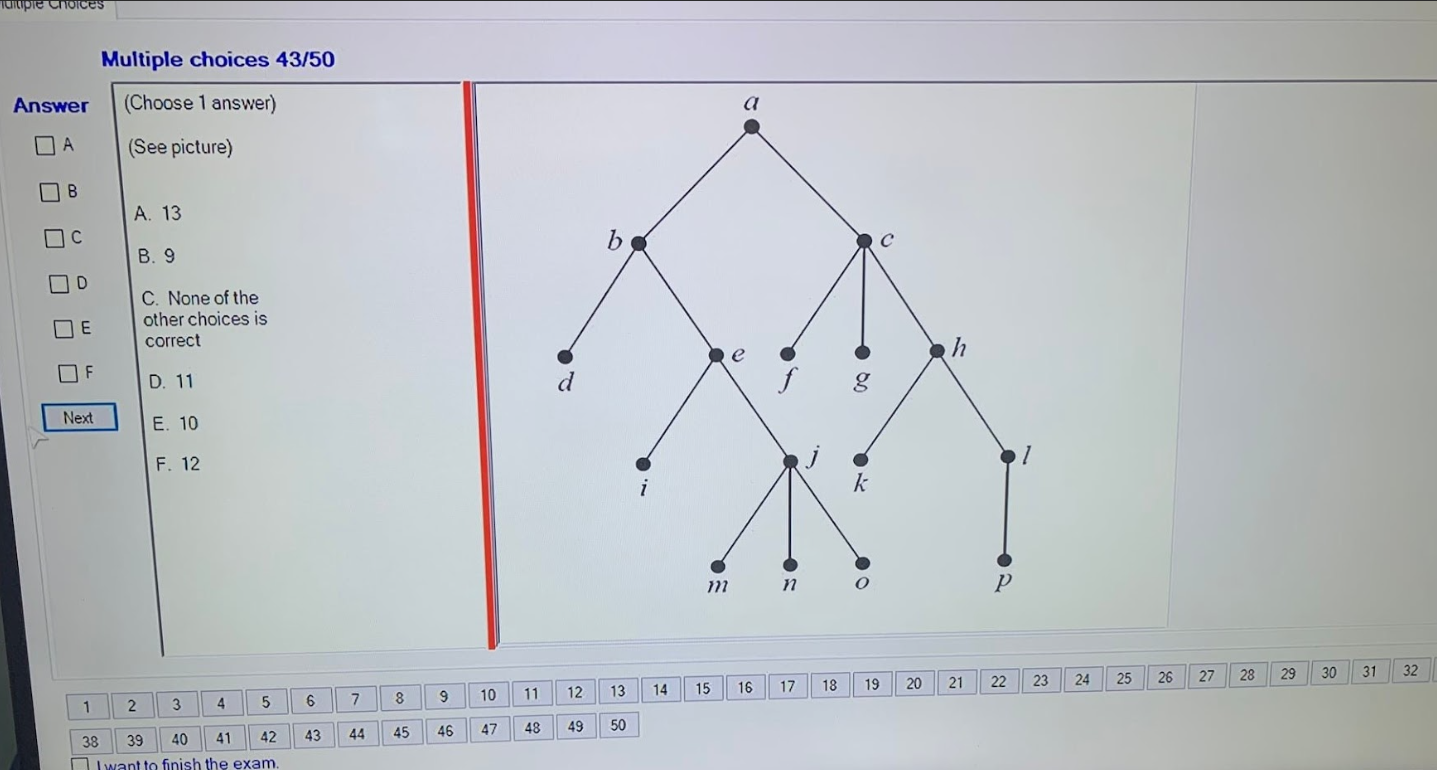 Multiple Choices
Multiple choices 43/50
Answer
A
B
C
D
E
F
Next
(Choose 1 answer)
(See picture)
A. 13
B. 9
C. None of the
other choices is
correct
D. 11
E. 10
F. 12
a
b
c
d
e
f
g
h
i
j
k
l
m
n
o
p
1 2 3 4 5 6 7 8 9 10 11 12 13 14 15 16 17 18 19 20 21 22 23 24 25 26 27 28 29 30 31 32
38 39 40 41 42 43 44 45 46 47 48 49 50
I want to finish the exam.